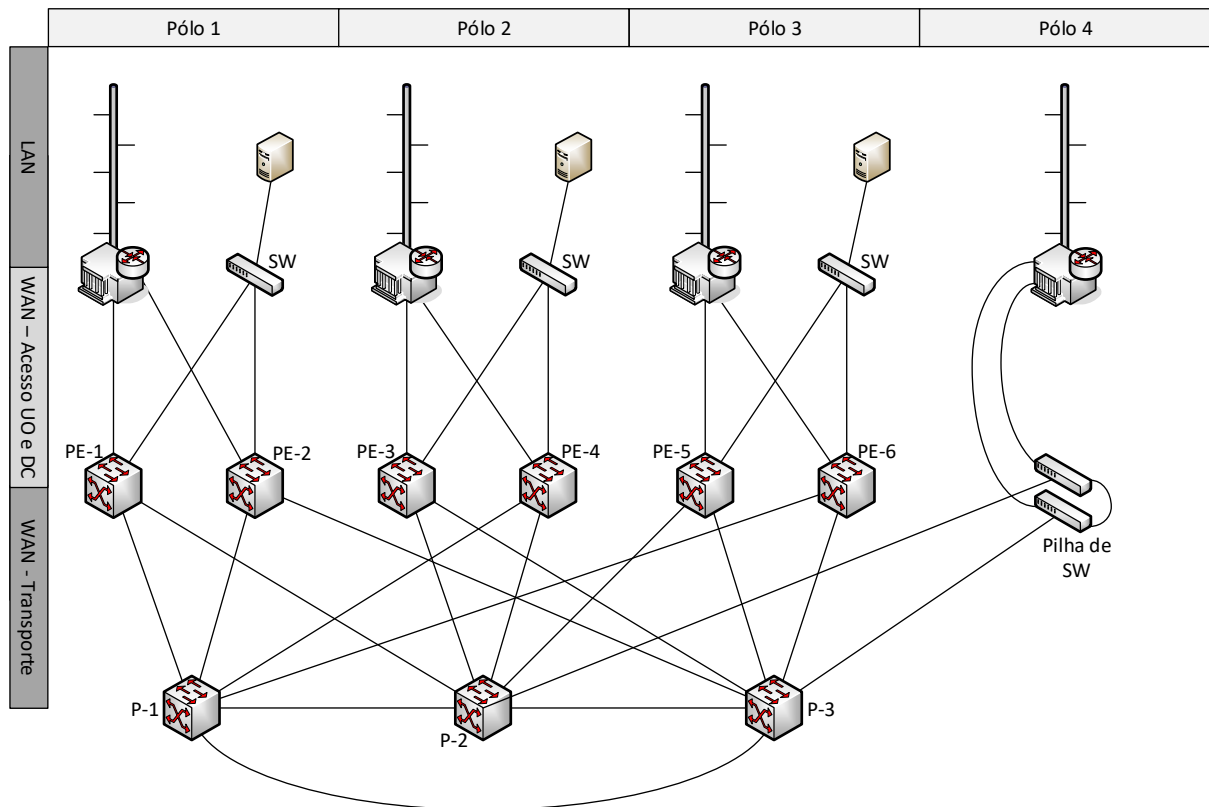 Pólo 1
Pólo 2
Pólo 3
Pólo 4
LAN
SW
SW
SW
WAN – Acesso UO e DC
PE-1
PE-2
PE-3
PE-4
PE-5
PE-6
Pilha de
SW
WAN - Transporte
P-1
P-2
P-3